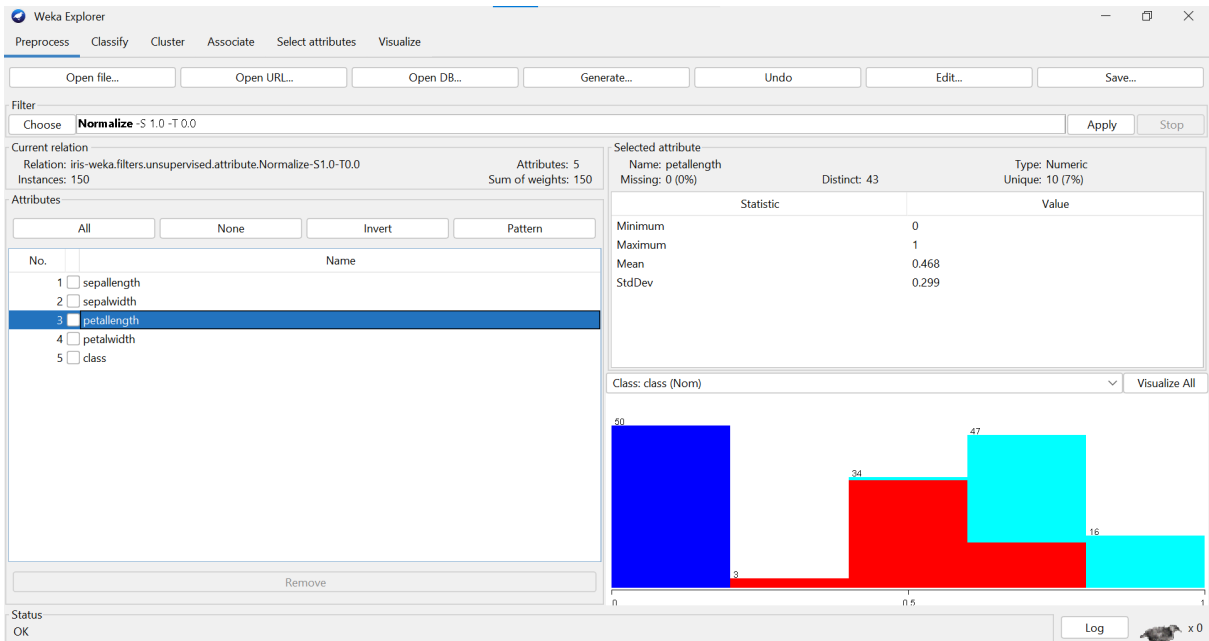 Weka Explorer
Preprocess Classify Cluster Associate Select attributes Visualize
Open file... Open URL... Open DB... Generate... Undo Edit... Save...
Filter
Choose Normalize -S 1.0 -T 0.0 Apply Stop
Current relation
Relation: iris-weka.filters.unsupervised.attribute.Normalize-S1.0-T0.0 Attributes: 5
Instances: 150 Sum of weights: 150
Attributes
All None Invert Pattern
No. Name
1 sepallength
2 sepalwidth
3 petallength
4 petalwidth
5 class
Remove
Selected attribute
Name: petallength Type: Numeric
Missing: 0 (0%) Distinct: 43 Unique: 10 (7%)
Statistic Value
Minimum 0
Maximum 1
Mean 0.468
StdDev 0.299
Class: class (Nom) Visualize All
50
47
34
16
3
0 0.5 1
Status
OK Log x 0